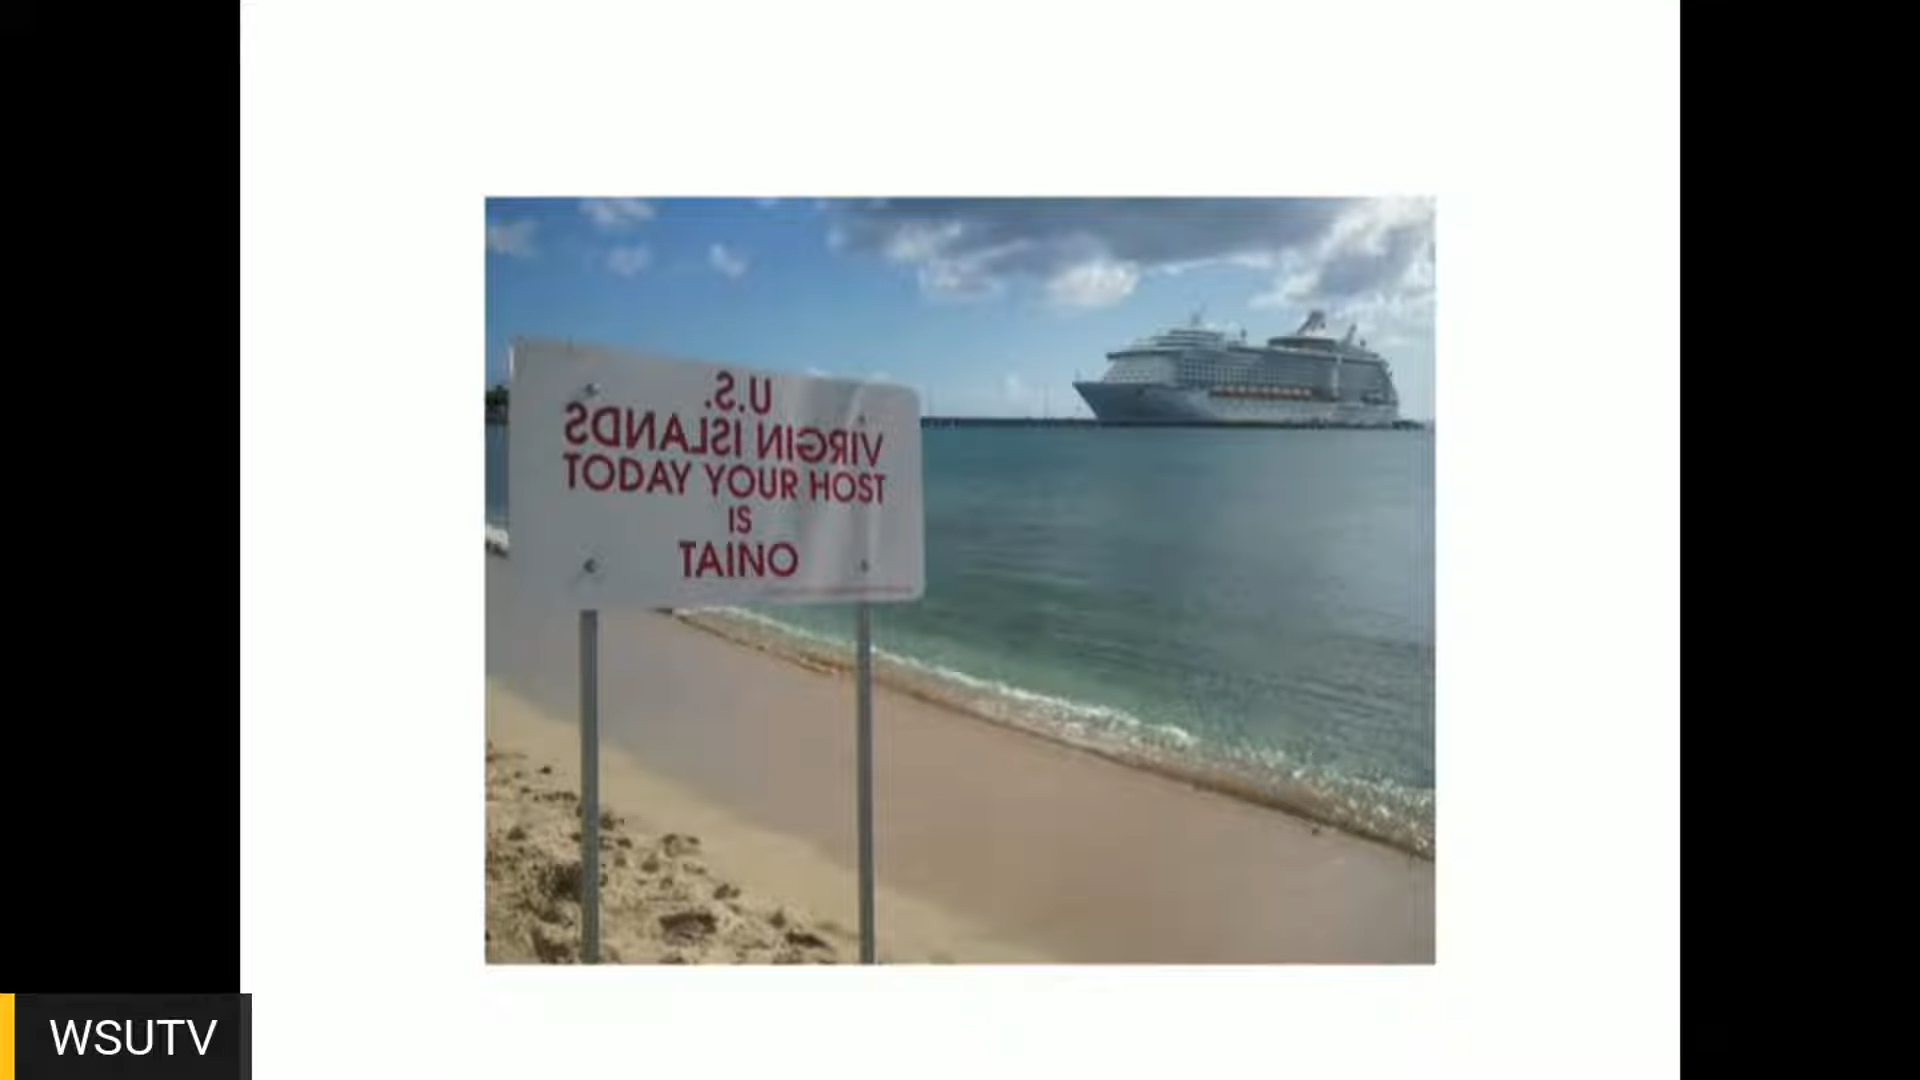 U.S.
VIRGIN ISLANDS
TODAY YOUR HOST
IS
TAINO
WSUTV